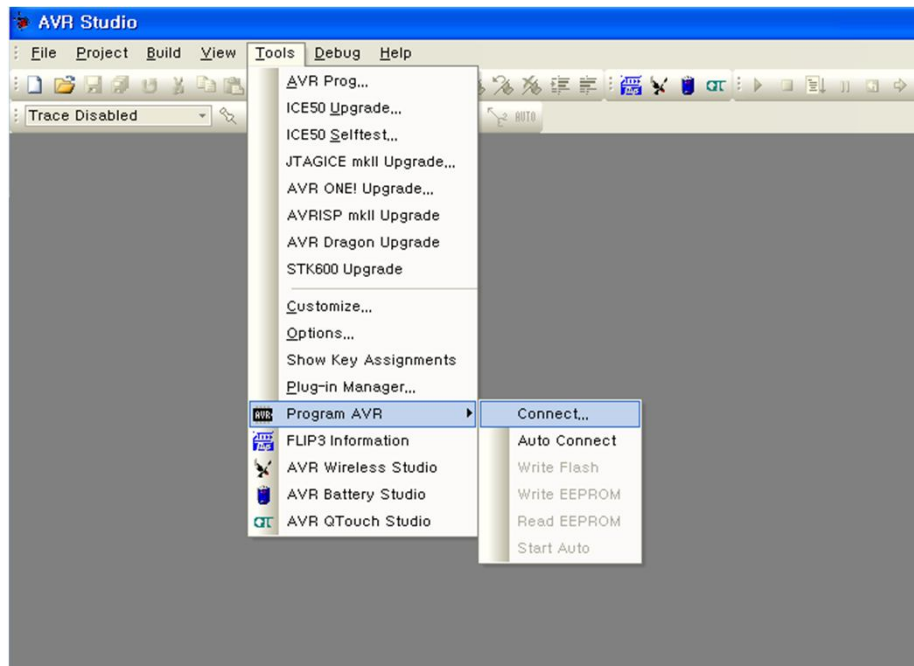 AVR Studio
File Project Build View Tools Debug Help
Trace Disabled
AUTO
AVR Prog...
ICE50 Upgrade...
ICE50 Selftest...
JTAGICE mkII Upgrade...
AVR ONE! Upgrade...
AVRISP mkII Upgrade
AVR Dragon Upgrade
STK600 Upgrade
Customize...
Options...
Show Key Assignments
Plug-in Manager...
AVR Program AVR
FLIP3 Information
AVR Wireless Studio
AVR Battery Studio
QT AVR QTouch Studio
Connect...
Auto Connect
Write Flash
Write EEPROM
Read EEPROM
Start Auto